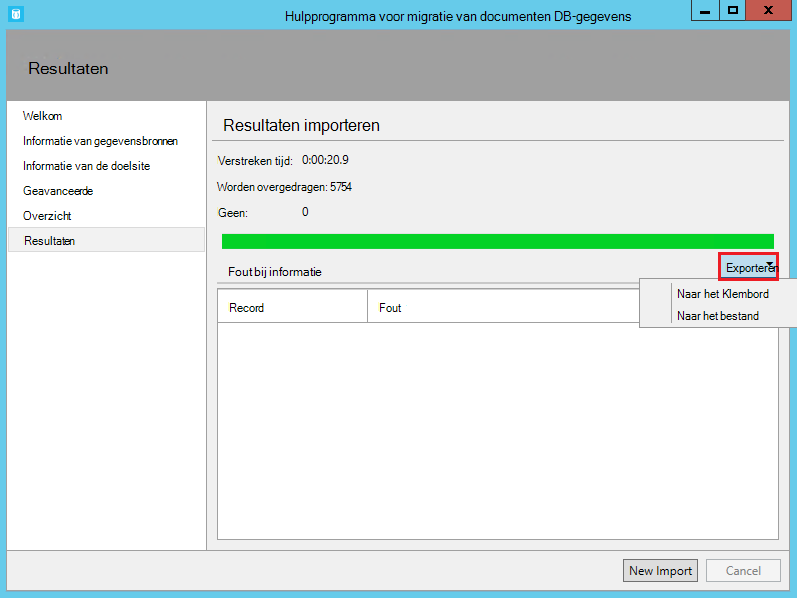 Hulpprogramma voor migratie van documenten DB-gegevens
Resultaten
Welkom
Informatie van gegevensbronnen
Informatie van de doelsite
Geavanceerde
Overzicht
Resultaten
Resultaten importeren
Verstreken tijd: 0:00:20.9
Worden overgedragen: 5754
Geen: 0
Fout bij informatie
Exporteren
Naar het Klembord
Naar het bestand
Record Fout
New Import Cancel